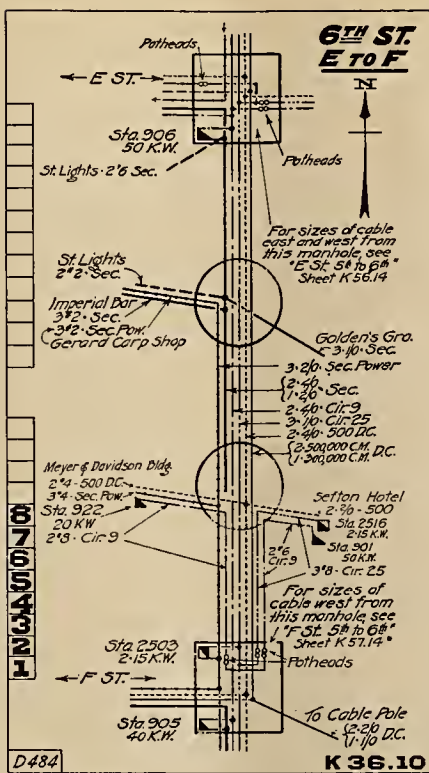 6TH ST.
E TO F
N
Potheads
E ST.
Sta. 906
50 K.W.
Potheads
St. Lights - 2#6 Sec.
For sizes of cable
east and west from
this manhole, see
"E St. 5th to 6th"
Sheet K56.14
St. Lights
2#2 - Sec.
Imperial Bar
3#2 - Sec.
3#2 - Sec. Pow.
Gerard Carp Shop
Golden's Gro.
3-1/0 - Sec.
3-2/0 - Sec. Power
2-4/0
1-2/0 - Sec.
2-4/0 - Cir. 9
3-1/0 - Cir. 25
2-4/0 - 500 D.C.
2-500,000 C.M. D.C.
1-300,000 C.M.
Meyer & Davidson Bldg.
2#4 - 500 D.C.
3#4 - Sec. Pow.
Sta. 922
20 KW
2#8 - Cir. 9
Sefton Hotel
2-2/0 - 500
Sta. 2516
2-15 K.W.
Sta. 901
50 K.W.
2#6
Cir. 9
3#8 - Cir. 25
For sizes of
cable west from
this manhole, see
"F St. 5th to 6th"
Sheet K57.14
8
7
6
5
4
3
2
1
Sta. 2503
2-15 K.W.
Potheads
F ST.
Sta. 905
40 K.W.
To Cable Pole
2-2/0
1-1/0 D.C.
D484
K 36.10